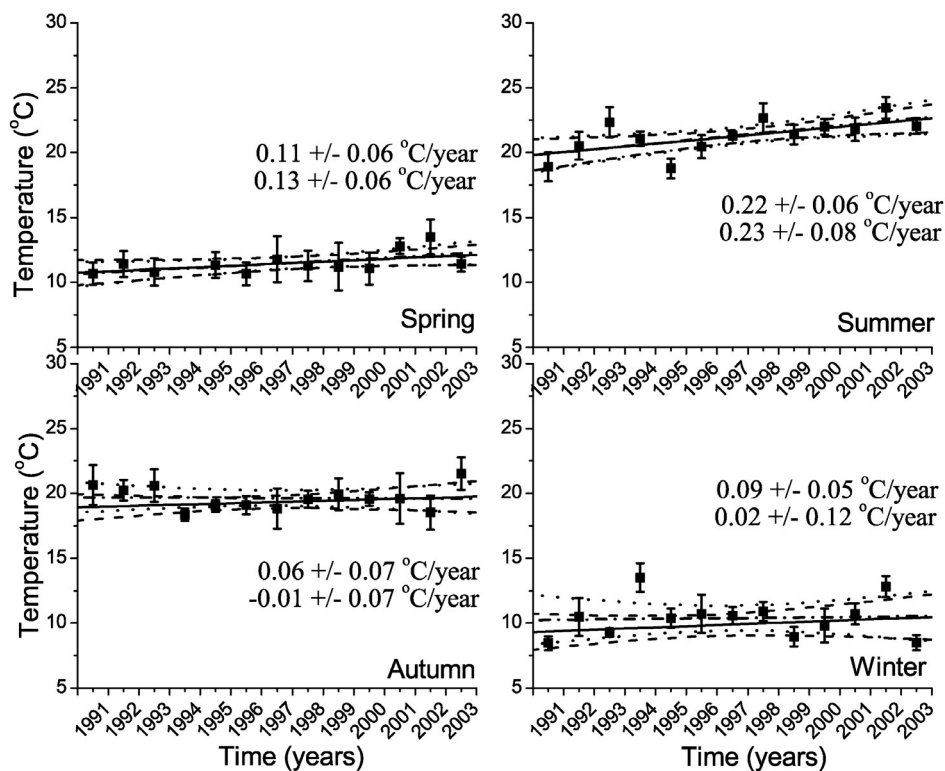 30
25
20
15
10
5
Temperature (°C)
0.11 +/- 0.06 °C/year
0.13 +/- 0.06 °C/year
Spring
1991 1992 1993 1994 1995 1996 1997 1998 1999 2000 2001 2002 2003
30
25
20
15
10
5
0.22 +/- 0.06 °C/year
0.23 +/- 0.08 °C/year
Summer
1991 1992 1993 1994 1995 1996 1997 1998 1999 2000 2001 2002 2003
30
25
20
15
10
5
Temperature (°C)
0.06 +/- 0.07 °C/year
-0.01 +/- 0.07 °C/year
Autumn
1991 1992 1993 1994 1995 1996 1997 1998 1999 2000 2001 2002 2003
Time (years)
30
25
20
15
10
5
0.09 +/- 0.05 °C/year
0.02 +/- 0.12 °C/year
Winter
1991 1992 1993 1994 1995 1996 1997 1998 1999 2000 2001 2002 2003
Time (years)